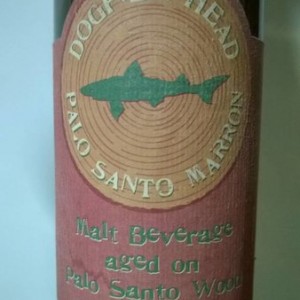 DOGFISH HEAD
PALO SANTO MARRON
Malt Beverage
aged on
Palo Santo Wood